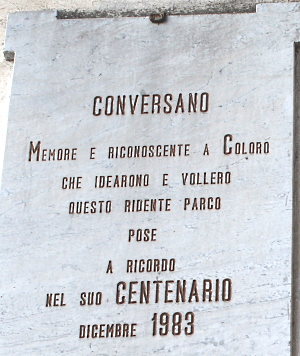 CONVERSANO
MEMORE E RICONOSCENTE A COLORO
CHE IDEARONO E VOLLERO
QUESTO RIDENTE PARCO
POSE
A RICORDO
NEL SUO CENTENARIO
DICEMBRE 1983